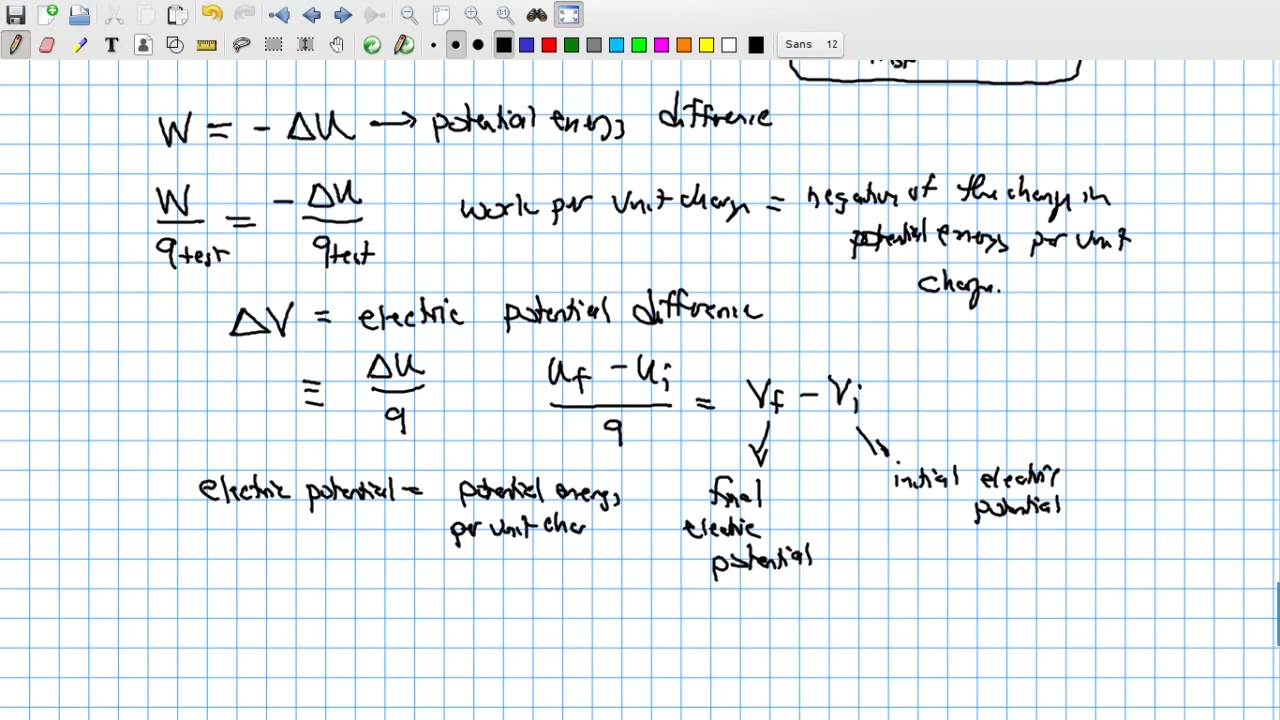 Sans 12
W = - ΔU → potential energy difference
W/q_test = - ΔU/q_test work per unit charge = negative of the change in
potential energy per unit
charge.
ΔV = electric potential difference
≡ ΔU/q (U_f - U_i)/q = V_f - V_i
electric potential = potential energy
per unit char
final
electric
potential
initial electric
potential